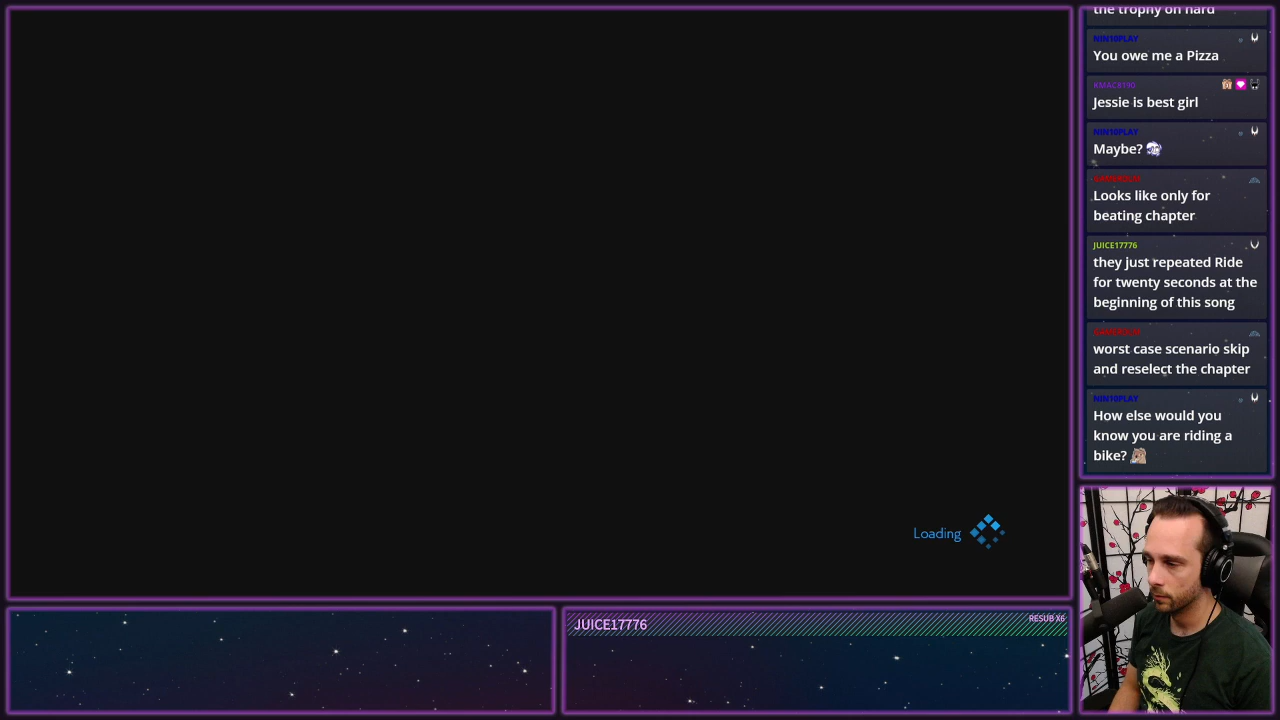 the trophy on hard
NIN10PLAY
You owe me a Pizza
KMAC8190
Jessie is best girl
NIN10PLAY
Maybe?
Looks like only for
beating chapter
JUICE17776
they just repeated Ride
for twenty seconds at the
beginning of this song
worst case scenario skip
and reselect the chapter
NIN10PLAY
How else would you
know you are riding a
bike?
Loading
JUICE17776
RESUB X6